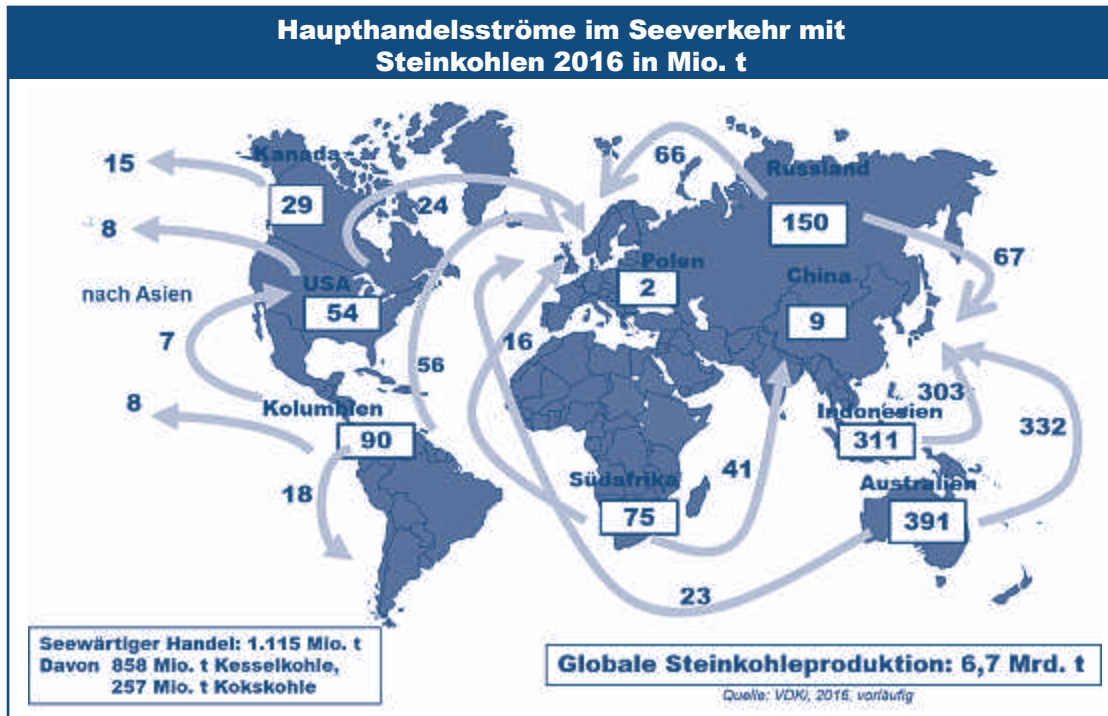 Haupthandelsströme im Seeverkehr mit
Steinkohlen 2016 in Mio. t
Kanada
15
29
24
66
Russland
150
8
67
nach Asien
USA
54
Polen
2
China
9
7
16
56
8
Kolumbien
90
303
Indonesien
311
332
18
41
Südafrika
75
Australien
391
23
Seewärtiger Handel: 1.115 Mio. t
Davon 858 Mio. t Kesselkohle,
257 Mio. t Kokskohle
Globale Steinkohleproduktion: 6,7 Mrd. t
Quelle: VDKi, 2016, vorläufig